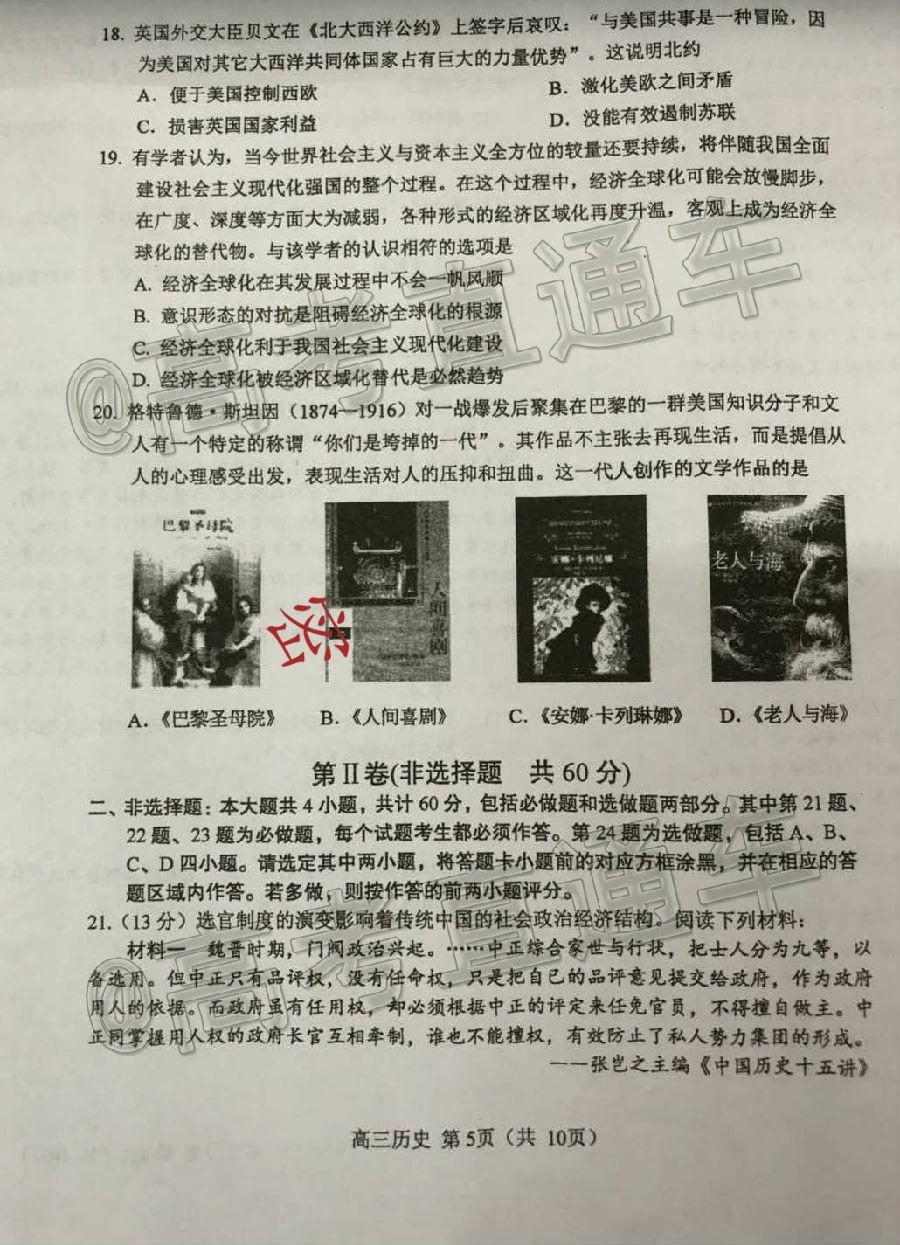 18. 英国外交大臣贝文在《北大西洋公约》上签字后哀叹：“与美国共事是一种冒险，因
为美国对其它大西洋共同体国家占有巨大的力量优势”。这说明北约
A. 便于美国控制西欧 B. 激化美欧之间矛盾
C. 损害英国国家利益 D. 没能有效遏制苏联
19. 有学者认为，当今世界社会主义与资本主义全方位的较量还要持续，将伴随我国全面
建设社会主义现代化强国的整个过程。在这个过程中，经济全球化可能会放慢脚步，
在广度、深度等方面大为减弱，各种形式的经济区域化再度升温，客观上成为经济全
球化的替代物。与该学者的认识相符的选项是
A. 经济全球化在其发展过程中不会一帆风顺
B. 意识形态的对抗是阻碍经济全球化的根源
C. 经济全球化利于我国社会主义现代化建设
D. 经济全球化被经济区域化替代是必然趋势
20. 格特鲁德·斯坦因（1874—1916）对一战爆发后聚集在巴黎的一群美国知识分子和文
人有一个特定的称谓“你们是垮掉的一代”。其作品不主张去再现生活，而是提倡从
人的心理感受出发，表现生活对人的压抑和扭曲。这一代人创作的文学作品的是
巴黎圣母院
人间喜剧
安娜·卡列尼娜
老人与海
密
A.《巴黎圣母院》 B.《人间喜剧》 C.《安娜·卡列琳娜》 D.《老人与海》
第Ⅱ卷(非选择题 共 60 分)
二、非选择题：本大题共 4 小题，共计 60 分，包括必做题和选做题两部分。其中第 21 题、
22 题、23 题为必做题，每个试题考生都必须作答。第 24 题为选做题，包括 A、B、
C、D 四小题。请选定其中两小题，将答题卡小题前的对应方框涂黑，并在相应的答
题区域内作答。若多做，则按作答的前两小题评分。
21.（13 分）选官制度的演变影响着传统中国的社会政治经济结构。阅读下列材料：
材料一 魏晋时期，门阀政治兴起。……中正综合家世与行状，把士人分为九等，以
备选用。但中正只有品评权，没有任命权，只是把自己的品评意见提交给政府，作为政府
用人的依据。而政府虽有任用权，却必须根据中正的评定来任免官员，不得擅自做主。中
正同掌握用人权的政府长官互相牵制，谁也不能擅权，有效防止了私人势力集团的形成。
——张岂之主编《中国历史十五讲》
高三历史 第 5页（共 10页）
@高考直通车
@高考直通车